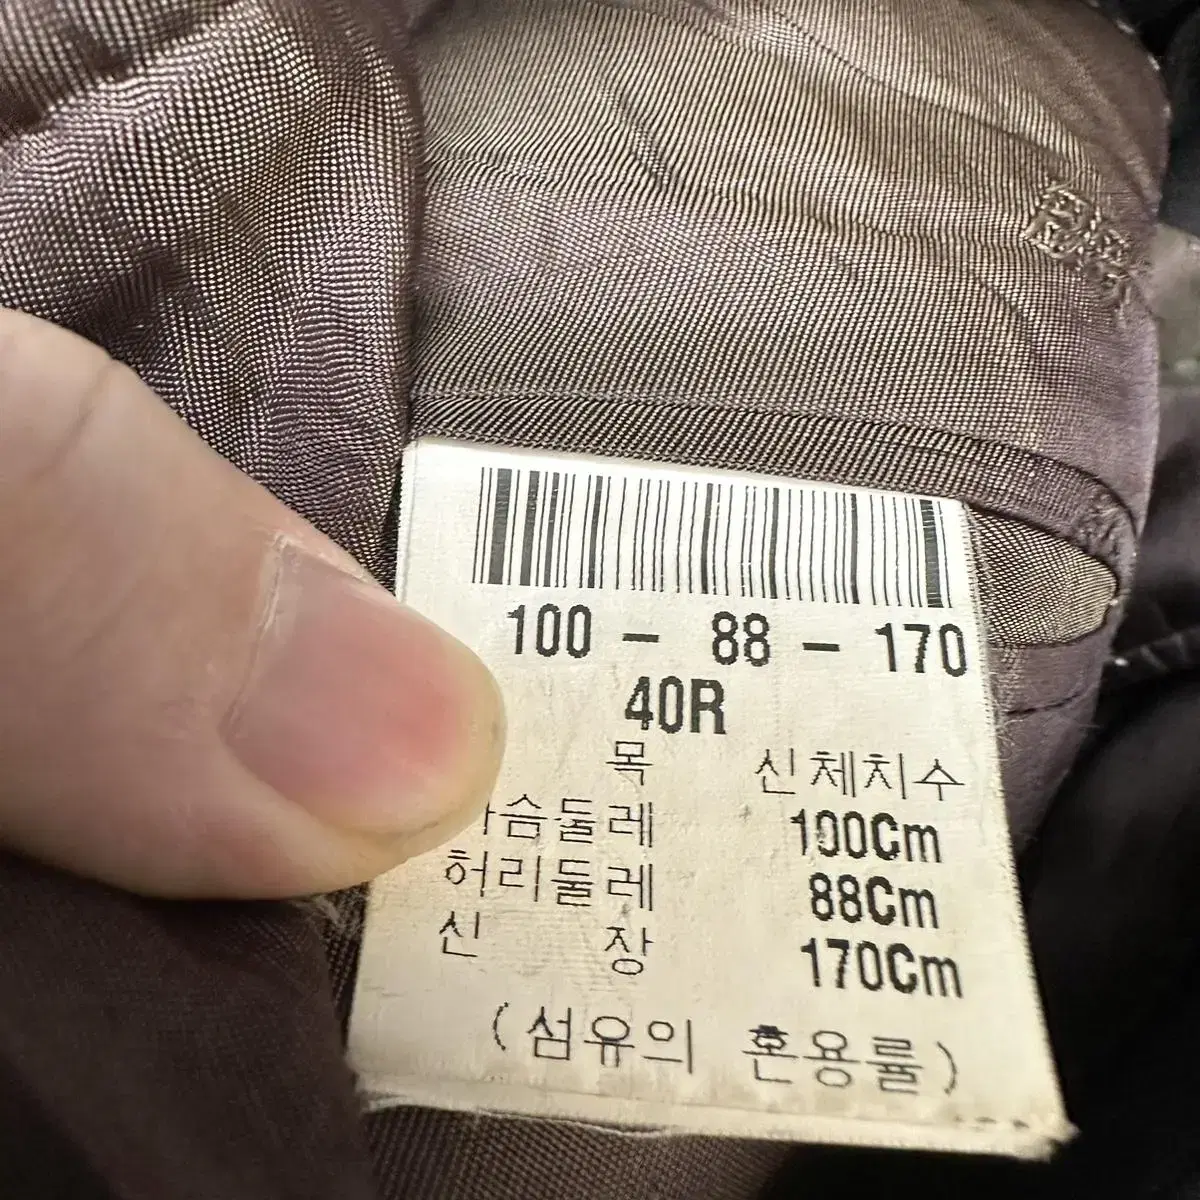 100 - 88 - 170
40R
목 신체치수
슴둘레 100Cm
허리둘레 88Cm
신 장 170Cm
(섬유의 혼용률)